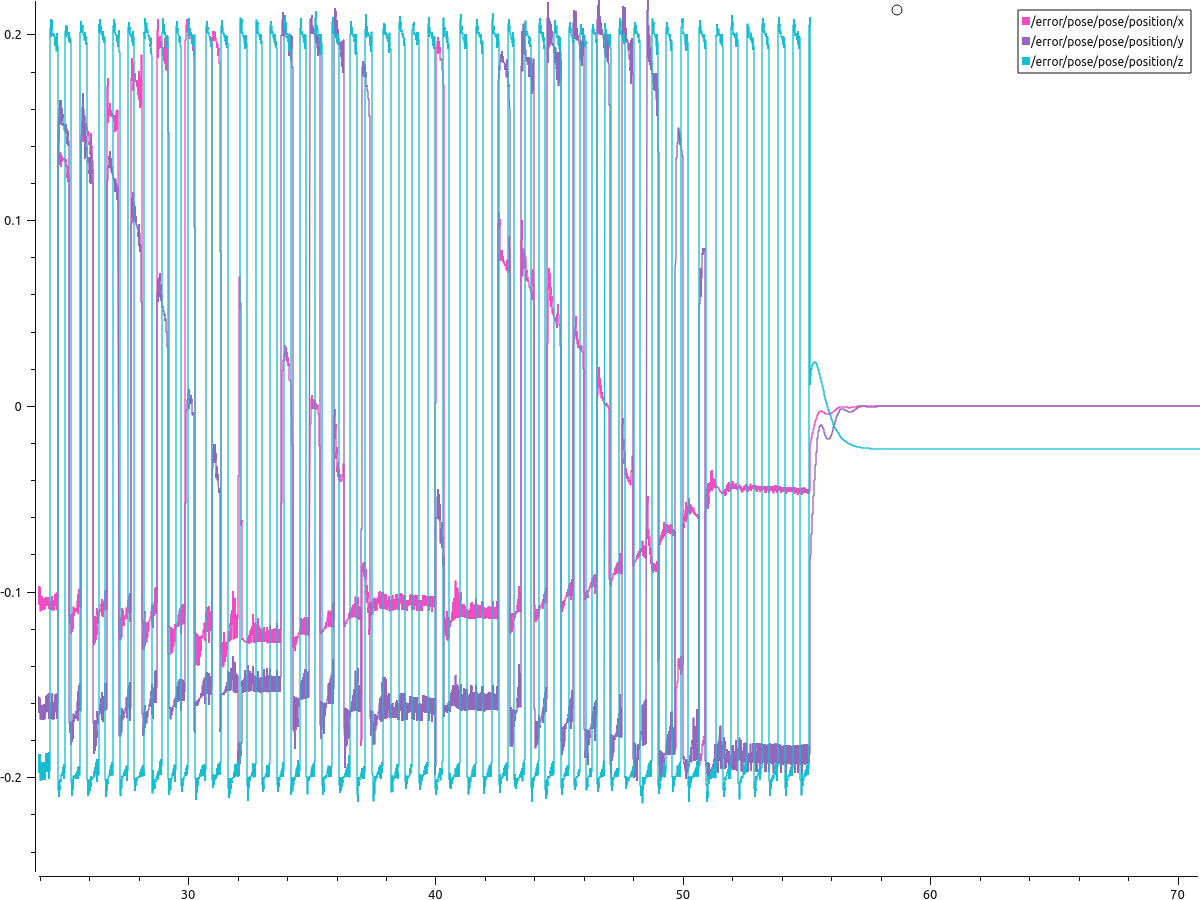 /error/pose/pose/position/x
/error/pose/pose/position/y
/error/pose/pose/position/z
0.2
0.1
0
-0.1
-0.2
30 40 50 60 70